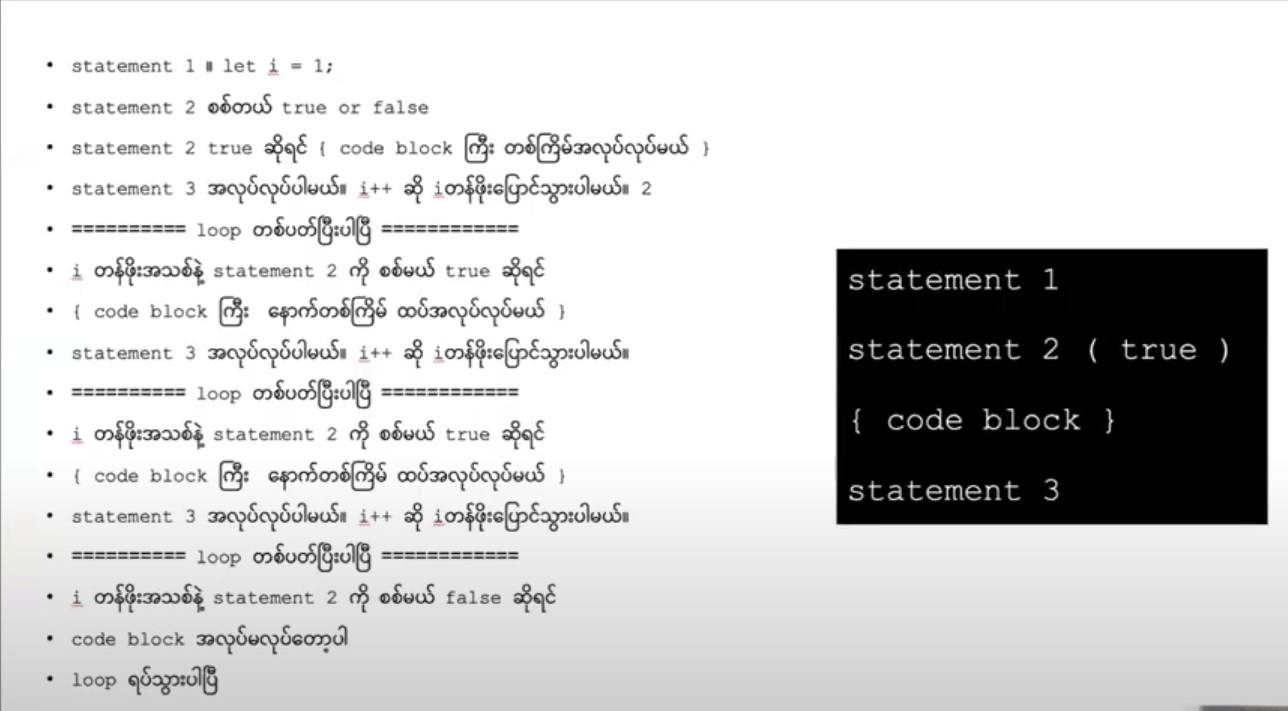 • statement 1 ။ let i = 1;
• statement 2 စစ်တယ် true or false
• statement 2 true ဆိုရင် { code block ကြီး တစ်ကြိမ်အလုပ်လုပ်မယ် }
• statement 3 အလုပ်လုပ်ပါမယ်။ i++ ဆို iတန်ဖိုးပြောင်သွားပါမယ်။ 2
• ========== loop တစ်ပတ်ပြီးပါပြီ ============
• i တန်ဖိုးအသစ်နဲ့ statement 2 ကို စစ်မယ် true ဆိုရင်
• { code block ကြီး နောက်တစ်ကြိမ် ထပ်အလုပ်လုပ်မယ် }
• statement 3 အလုပ်လုပ်ပါမယ်။ i++ ဆို iတန်ဖိုးပြောင်သွားပါမယ်။
• ========== loop တစ်ပတ်ပြီးပါပြီ ============
• i တန်ဖိုးအသစ်နဲ့ statement 2 ကို စစ်မယ် true ဆိုရင်
• { code block ကြီး နောက်တစ်ကြိမ် ထပ်အလုပ်လုပ်မယ် }
• statement 3 အလုပ်လုပ်ပါမယ်။ i++ ဆို iတန်ဖိုးပြောင်သွားပါမယ်။
• ========== loop တစ်ပတ်ပြီးပါပြီ ============
• i တန်ဖိုးအသစ်နဲ့ statement 2 ကို စစ်မယ် false ဆိုရင်
• code block အလုပ်မလုပ်တော့ပါ
• loop ရပ်သွားပါပြီ
statement 1
statement 2 ( true )
{ code block }
statement 3